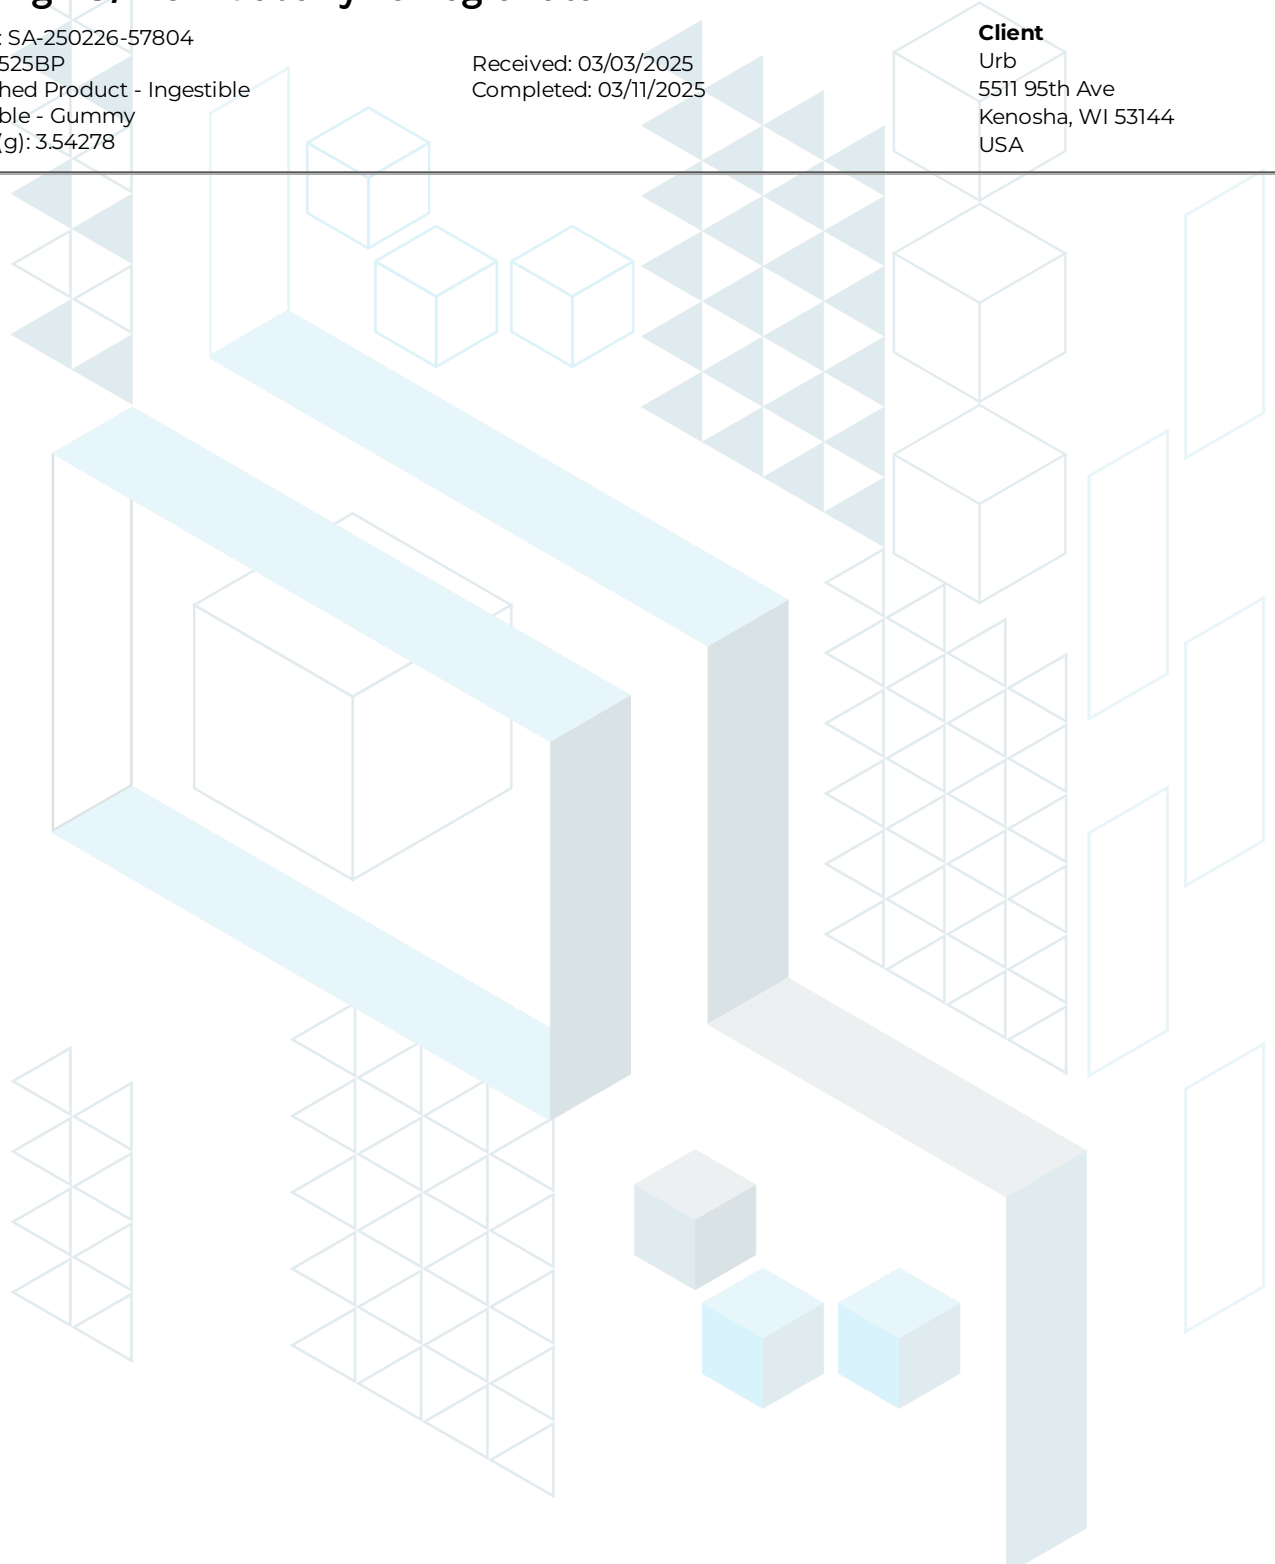 : SA-250226-57804
525BP
hed Product - Ingestible
ble - Gummy
(g): 3.54278
Received: 03/03/2025
Completed: 03/11/2025
Client
Urb
5511 95th Ave
Kenosha, WI 53144
USA